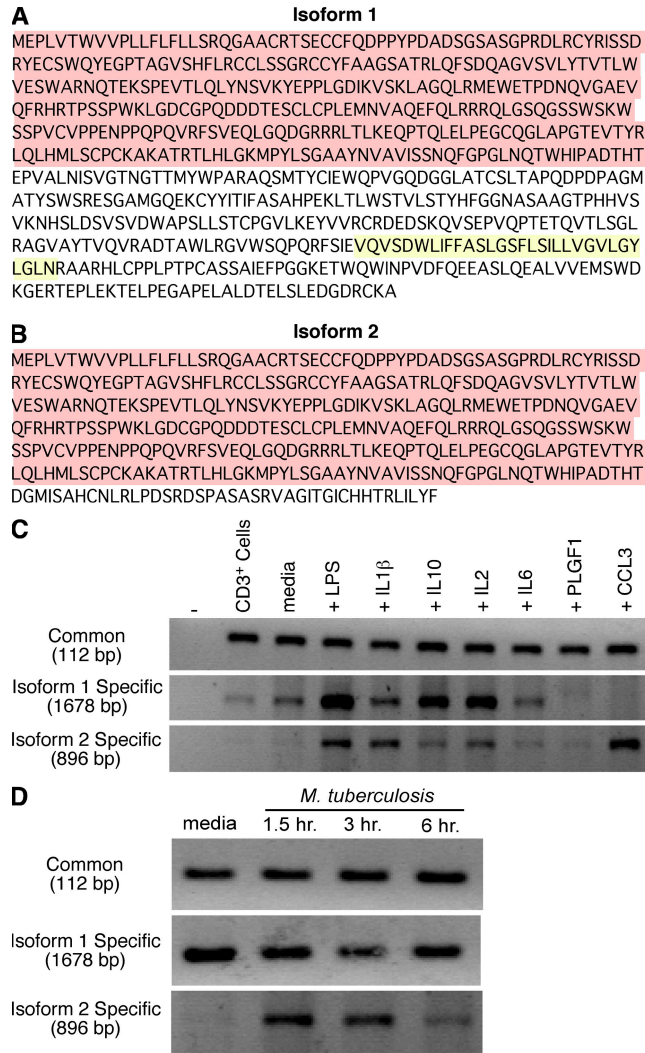 A
Isoform 1
MEPLVTWVVPLLFLFLLSRQGAACRTSECCFQDPPYPDADSGSASGPRDLRCYRISSD
RYECSWQYEGPTAGVSHFLRCCLSSGRCCYFAAGSATRLQFSDQAGVSVLYTVTLW
VESWARNQTEKSPEVTLQLYNSVKYEPPLGDIKVSKLAGQLRMEWETPDNQVGAEV
QFRHRTPSSPWKLGDCGPQDDDTESCLCPLEMNVAQEFQLRRRQLGSQGSSWSKW
SSPVCVPPENPPQPQVRFSVEQLGQDGRRRLTLKEQPTQLELPEGCQGLAPGTEVTYR
LQLHMLSCPCKAKATRTLHLGKMPYLSGAAYNVAVISSNQFGPGLNQTWHIPADTHT
EPVALNISVGTNGTTMYWPARAQSMTYCIEWQPVGQDGGLATCSLTAPQDPDPAGM
ATYSWSRESGAMGQEKCYYITIFASAHPEKLTLWSTVLSTYHFGGNASAAGTPHHVS
VKNHSLDSVSVDWAPSLLSTCPGVLKEYVVRCRDEDSKQVSEPVQPTETQVTLSGL
RAGVAYTVQVRADTAWLRGVWSQPQRFSIEVQVSDWLIFFASLGSFLSILLVGVLGY
LGLNRAARHLCPPLPTPCASSAIEFPGGKETWQWINPVDFQEEASLQEALVVEMSWD
KGERTEPLEKTELPEGAPELALDTELSLEDGDRCKA
B
Isoform 2
MEPLVTWVVPLLFLFLLSRQGAACRTSECCFQDPPYPDADSGSASGPRDLRCYRISSD
RYECSWQYEGPTAGVSHFLRCCLSSGRCCYFAAGSATRLQFSDQAGVSVLYTVTLW
VESWARNQTEKSPEVTLQLYNSVKYEPPLGDIKVSKLAGQLRMEWETPDNQVGAEV
QFRHRTPSSPWKLGDCGPQDDDTESCLCPLEMNVAQEFQLRRRQLGSQGSSWSKW
SSPVCVPPENPPQPQVRFSVEQLGQDGRRRLTLKEQPTQLELPEGCQGLAPGTEVTYR
LQLHMLSCPCKAKATRTLHLGKMPYLSGAAYNVAVISSNQFGPGLNQTWHIPADTHT
DGMISAHCNLRLPDSRDSPASASRVAGITGICHHTRLILYF
C
- CD3+ Cells media + LPS + IL1β + IL10 + IL2 + IL6 + PLGF1 + CCL3
Common
(112 bp)
Isoform 1 Specific
(1678 bp)
Isoform 2 Specific
(896 bp)
D
M. tuberculosis
media 1.5 hr. 3 hr. 6 hr.
Common
(112 bp)
Isoform 1 Specific
(1678 bp)
Isoform 2 Specific
(896 bp)